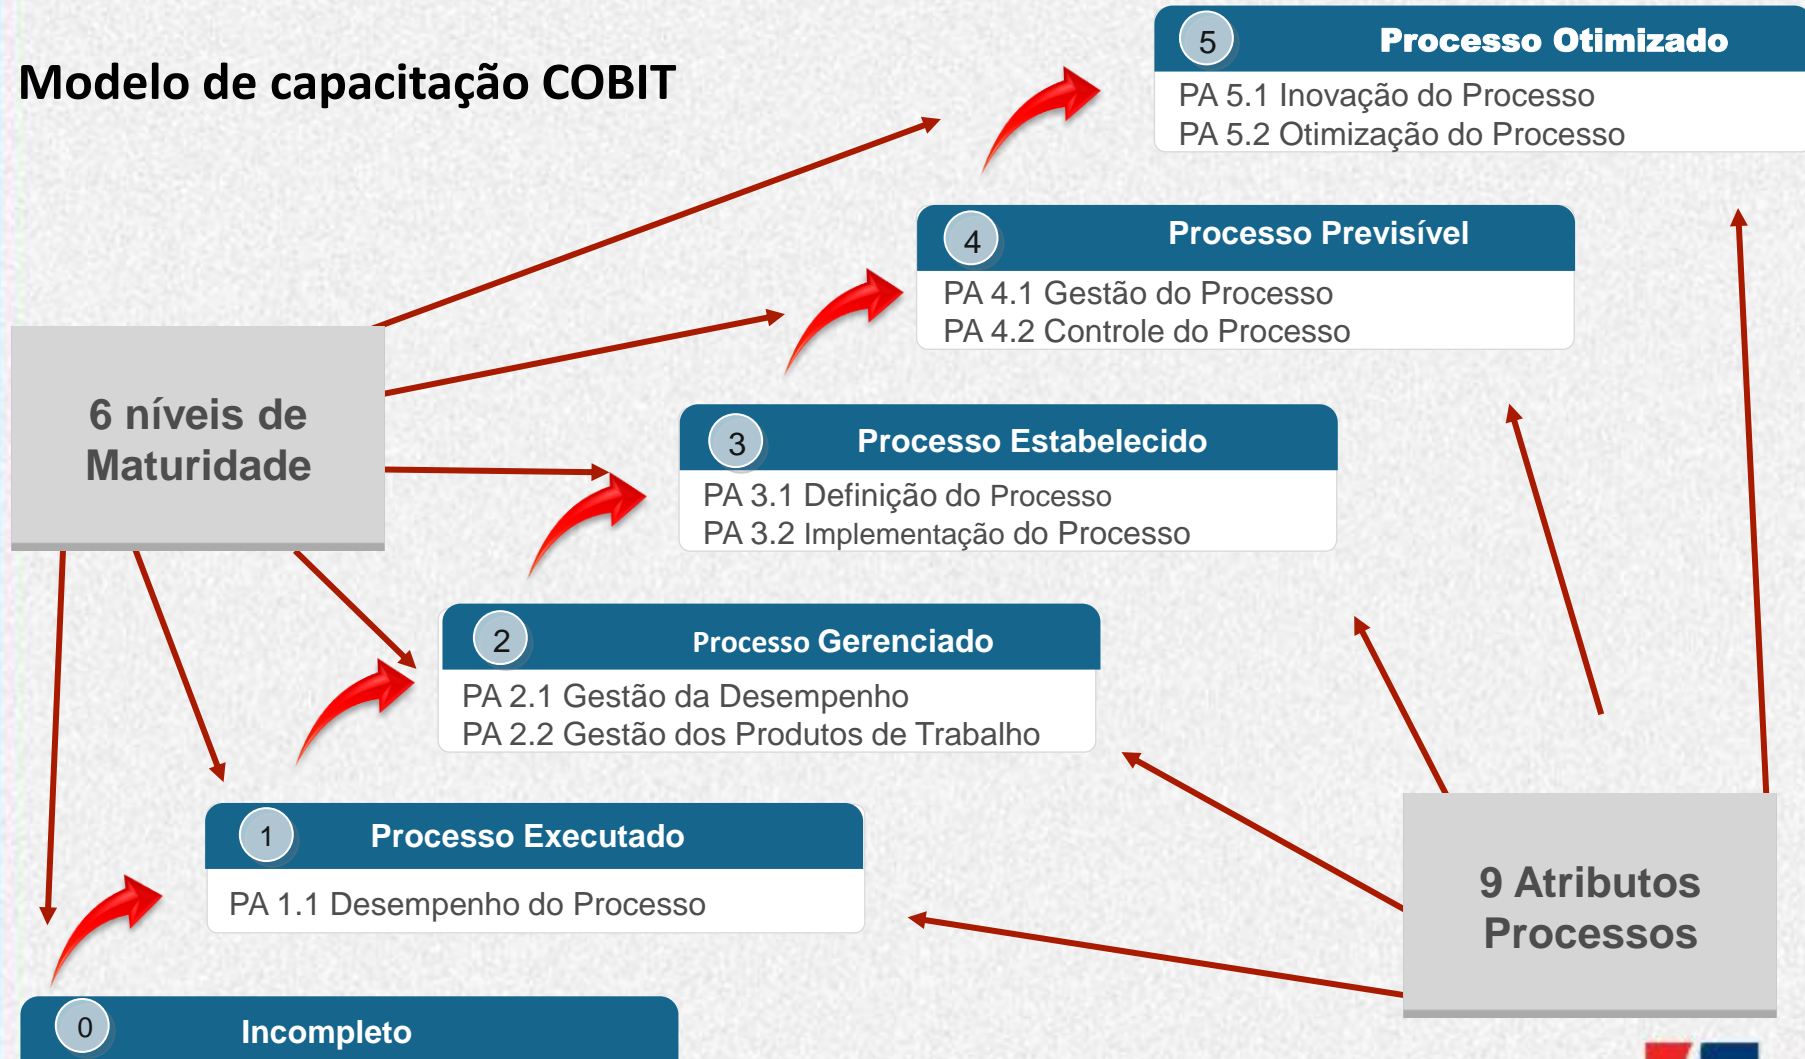 Modelo de capacitação COBIT
5
Processo Otimizado
PA 5.1 Inovação do Processo
PA 5.2 Otimização do Processo
4
Processo Previsível
PA 4.1 Gestão do Processo
PA 4.2 Controle do Processo
6 níveis de
Maturidade
3
Processo Estabelecido
PA 3.1 Definição do Processo
PA 3.2 Implementação do Processo
2
Processo Gerenciado
PA 2.1 Gestão da Desempenho
PA 2.2 Gestão dos Produtos de Trabalho
1
Processo Executado
PA 1.1 Desempenho do Processo
9 Atributos
Processos
0
Incompleto